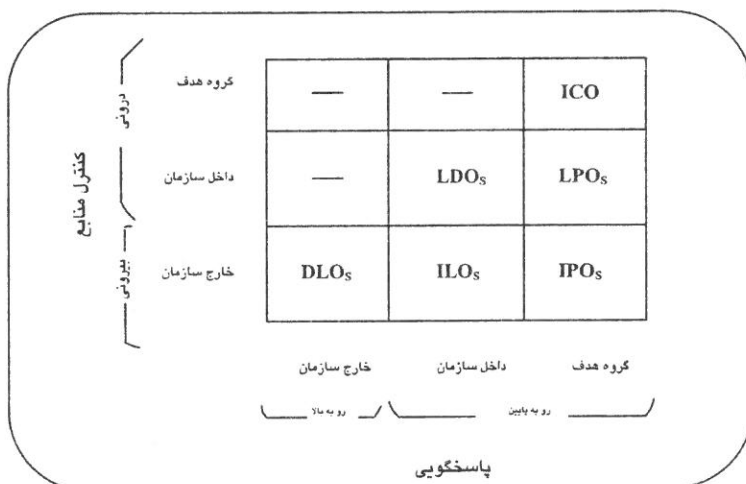 گروه هدف — — ICO
درونی
داخل سازمان — LDOs LPOs
کنترل منابع
خارج سازمان DLOs ILOs IPOs
بیرونی
خارج سازمان داخل سازمان گروه هدف
رو به بالا رو به پایین
پاسخگویی